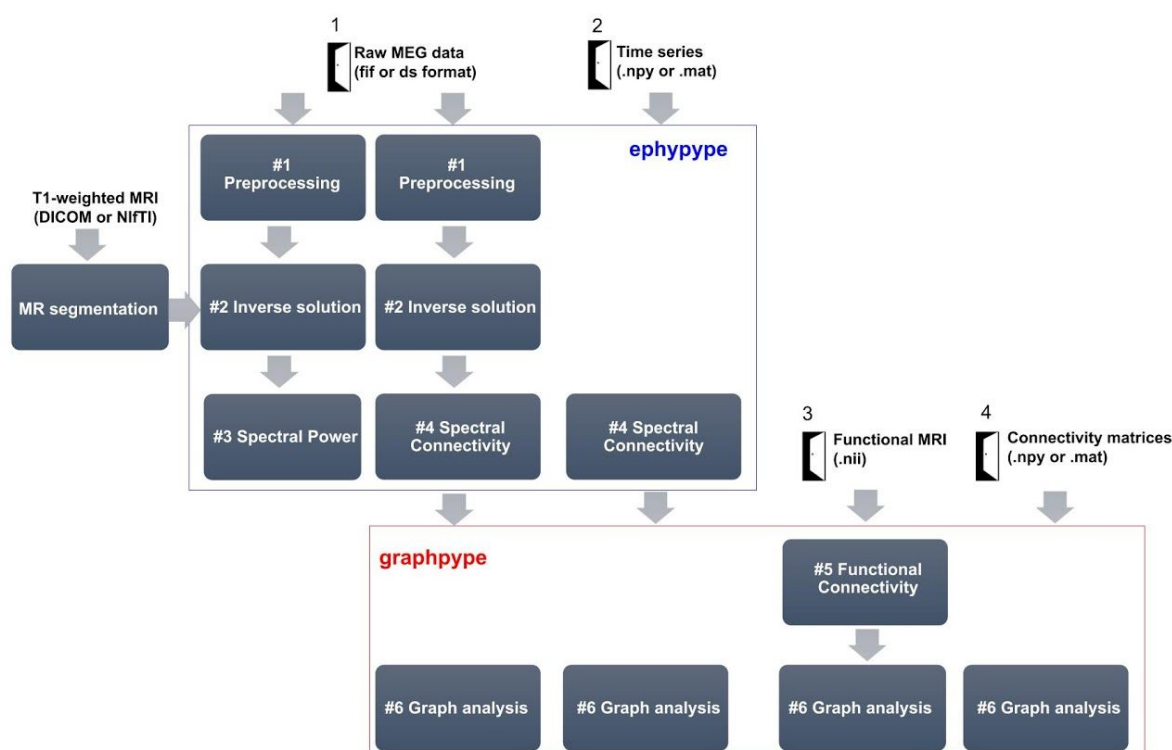 1
Raw MEG data
(fif or ds format)
2
Time series
(.npy or .mat)
ephypype
#1
Preprocessing
#1
Preprocessing
T1-weighted MRI
(DICOM or NIfTI)
MR segmentation
#2 Inverse solution
#2 Inverse solution
#3 Spectral Power
#4 Spectral
Connectivity
#4 Spectral
Connectivity
3
Functional MRI
(.nii)
4
Connectivity matrices
(.npy or .mat)
graphpype
#5 Functional
Connectivity
#6 Graph analysis
#6 Graph analysis
#6 Graph analysis
#6 Graph analysis